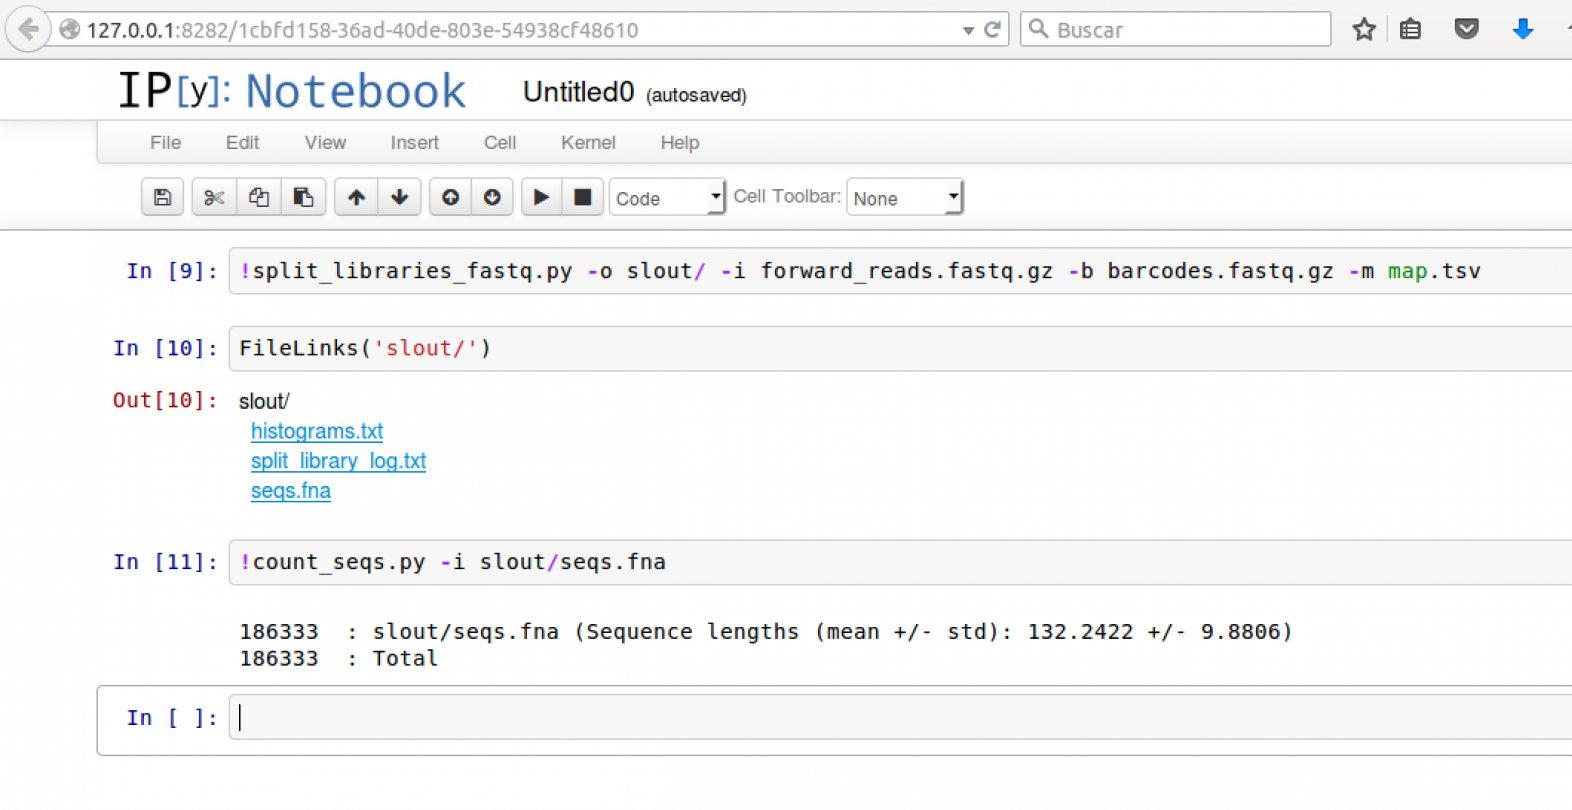 127.0.0.1:8282/1cbfd158-36ad-40de-803e-54938cf48610 Buscar
IP[y]: Notebook Untitled0 (autosaved)
File Edit View Insert Cell Kernel Help
Code Cell Toolbar: None
In [9]: !split_libraries_fastq.py -o slout/ -i forward_reads.fastq.gz -b barcodes.fastq.gz -m map.tsv
In [10]: FileLinks('slout/')
Out[10]: slout/
histograms.txt
split_library_log.txt
seqs.fna
In [11]: !count_seqs.py -i slout/seqs.fna
186333  : slout/seqs.fna (Sequence lengths (mean +/- std): 132.2422 +/- 9.8806)
186333  : Total
In [ ]: